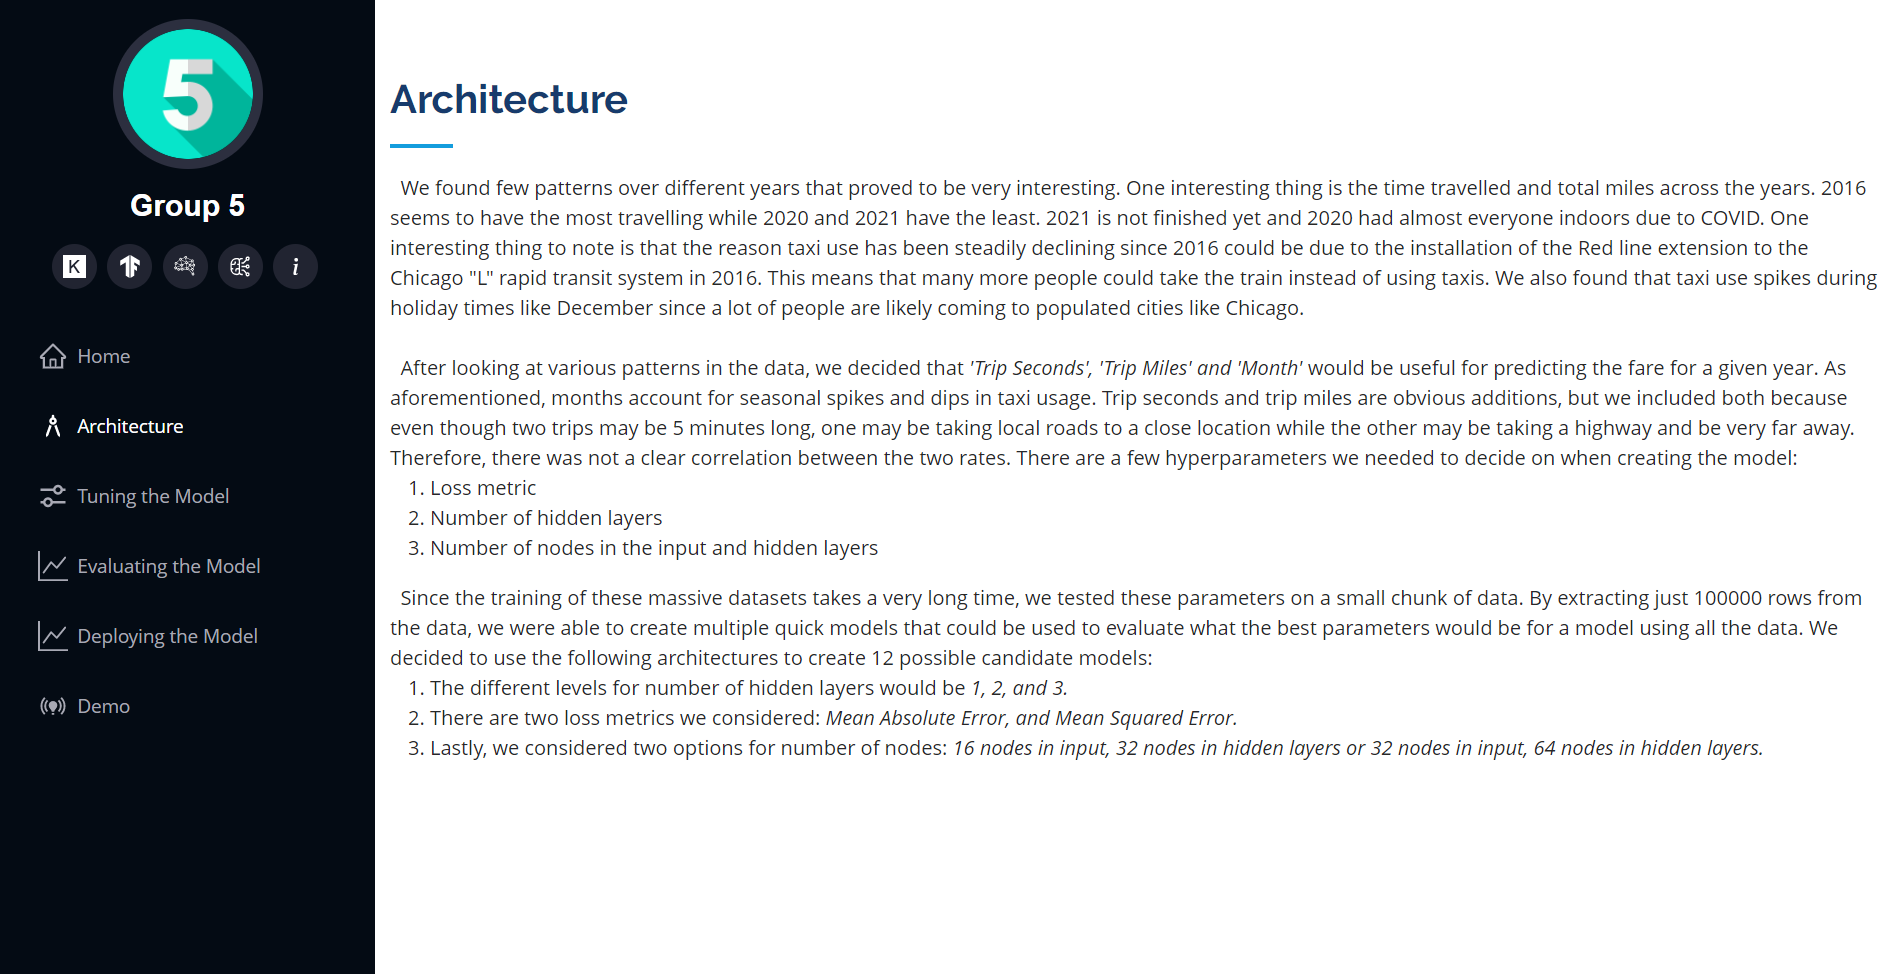 5
Group 5
K
i
Home
Architecture
Tuning the Model
Evaluating the Model
Deploying the Model
Demo
Architecture
We found few patterns over different years that proved to be very interesting. One interesting thing is the time travelled and total miles across the years. 2016
seems to have the most travelling while 2020 and 2021 have the least. 2021 is not finished yet and 2020 had almost everyone indoors due to COVID. One
interesting thing to note is that the reason taxi use has been steadily declining since 2016 could be due to the installation of the Red line extension to the
Chicago "L" rapid transit system in 2016. This means that many more people could take the train instead of using taxis. We also found that taxi use spikes during
holiday times like December since a lot of people are likely coming to populated cities like Chicago.
After looking at various patterns in the data, we decided that 'Trip Seconds', 'Trip Miles' and 'Month' would be useful for predicting the fare for a given year. As
aforementioned, months account for seasonal spikes and dips in taxi usage. Trip seconds and trip miles are obvious additions, but we included both because
even though two trips may be 5 minutes long, one may be taking local roads to a close location while the other may be taking a highway and be very far away.
Therefore, there was not a clear correlation between the two rates. There are a few hyperparameters we needed to decide on when creating the model:
1. Loss metric
2. Number of hidden layers
3. Number of nodes in the input and hidden layers
Since the training of these massive datasets takes a very long time, we tested these parameters on a small chunk of data. By extracting just 100000 rows from
the data, we were able to create multiple quick models that could be used to evaluate what the best parameters would be for a model using all the data. We
decided to use the following architectures to create 12 possible candidate models:
1. The different levels for number of hidden layers would be 1, 2, and 3.
2. There are two loss metrics we considered: Mean Absolute Error, and Mean Squared Error.
3. Lastly, we considered two options for number of nodes: 16 nodes in input, 32 nodes in hidden layers or 32 nodes in input, 64 nodes in hidden layers.